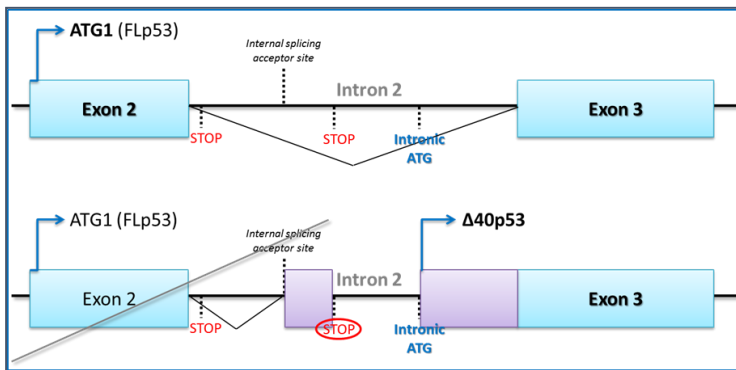 ATG1 (FLp53)
Internal splicing
acceptor site
Intron 2
Exon 2
Exon 3
STOP
STOP
Intronic
ATG
ATG1 (FLp53)
Δ40p53
Internal splicing
acceptor site
Intron 2
Exon 2
Exon 3
STOP
STOP
Intronic
ATG